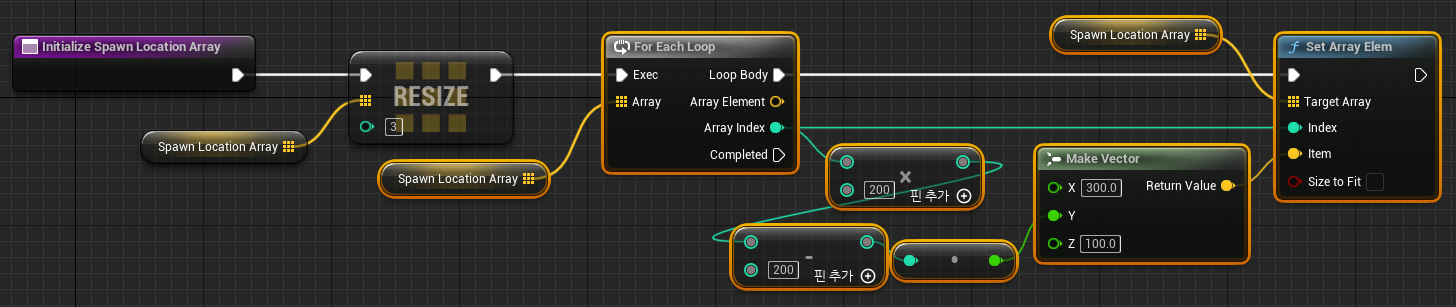 Initialize Spawn Location Array
Spawn Location Array
RESIZE
3
Spawn Location Array
For Each Loop
Exec
Loop Body
Array
Array Element
Array Index
Completed
200
×
핀 추가
200
-
핀 추가
Make Vector
X 300.0
Return Value
Y
Z 100.0
Spawn Location Array
f Set Array Elem
Target Array
Index
Item
Size to Fit